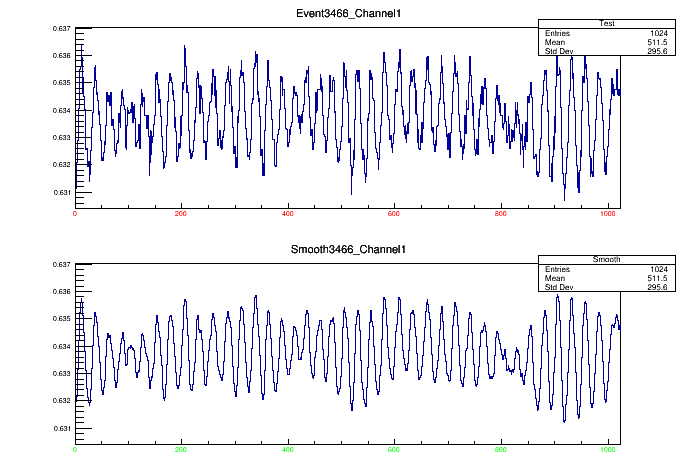 Event3466_Channel1
Test
Entries 1024
Mean 511.5
Std Dev 295.6
0.637
0.636
0.635
0.634
0.633
0.632
0.631
0 200 400 600 800 1000
Smooth3466_Channel1
Smooth
Entries 1024
Mean 511.5
Std Dev 295.6
0.637
0.636
0.635
0.634
0.633
0.632
0.631
0 200 400 600 800 1000